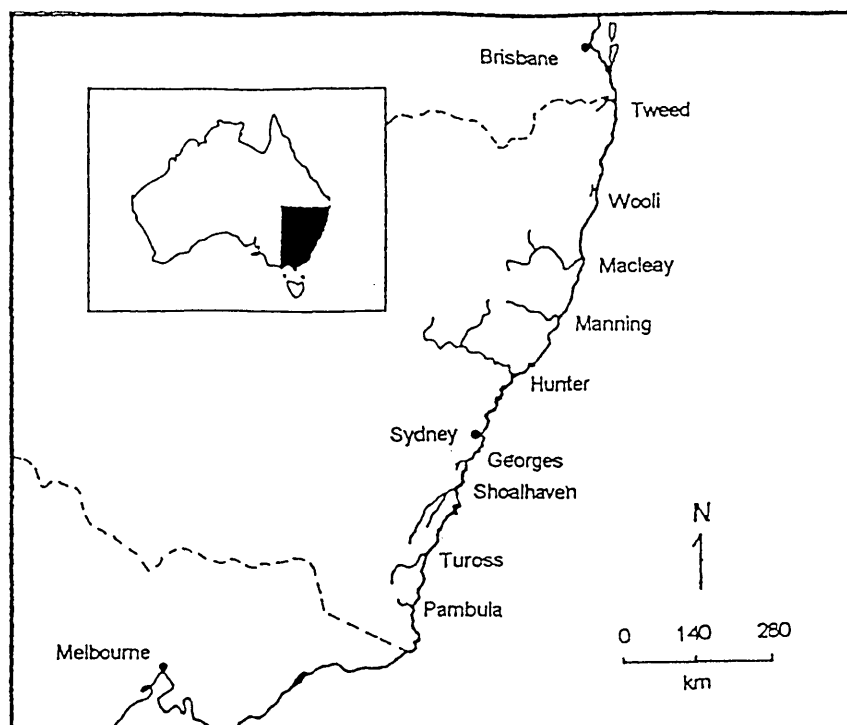 Brisbane
Tweed
Wooli
Macleay
Manning
Hunter
Sydney
Georges
Shoalhaven
N
Tuross
Pambula
0 140 280
Melbourne
km